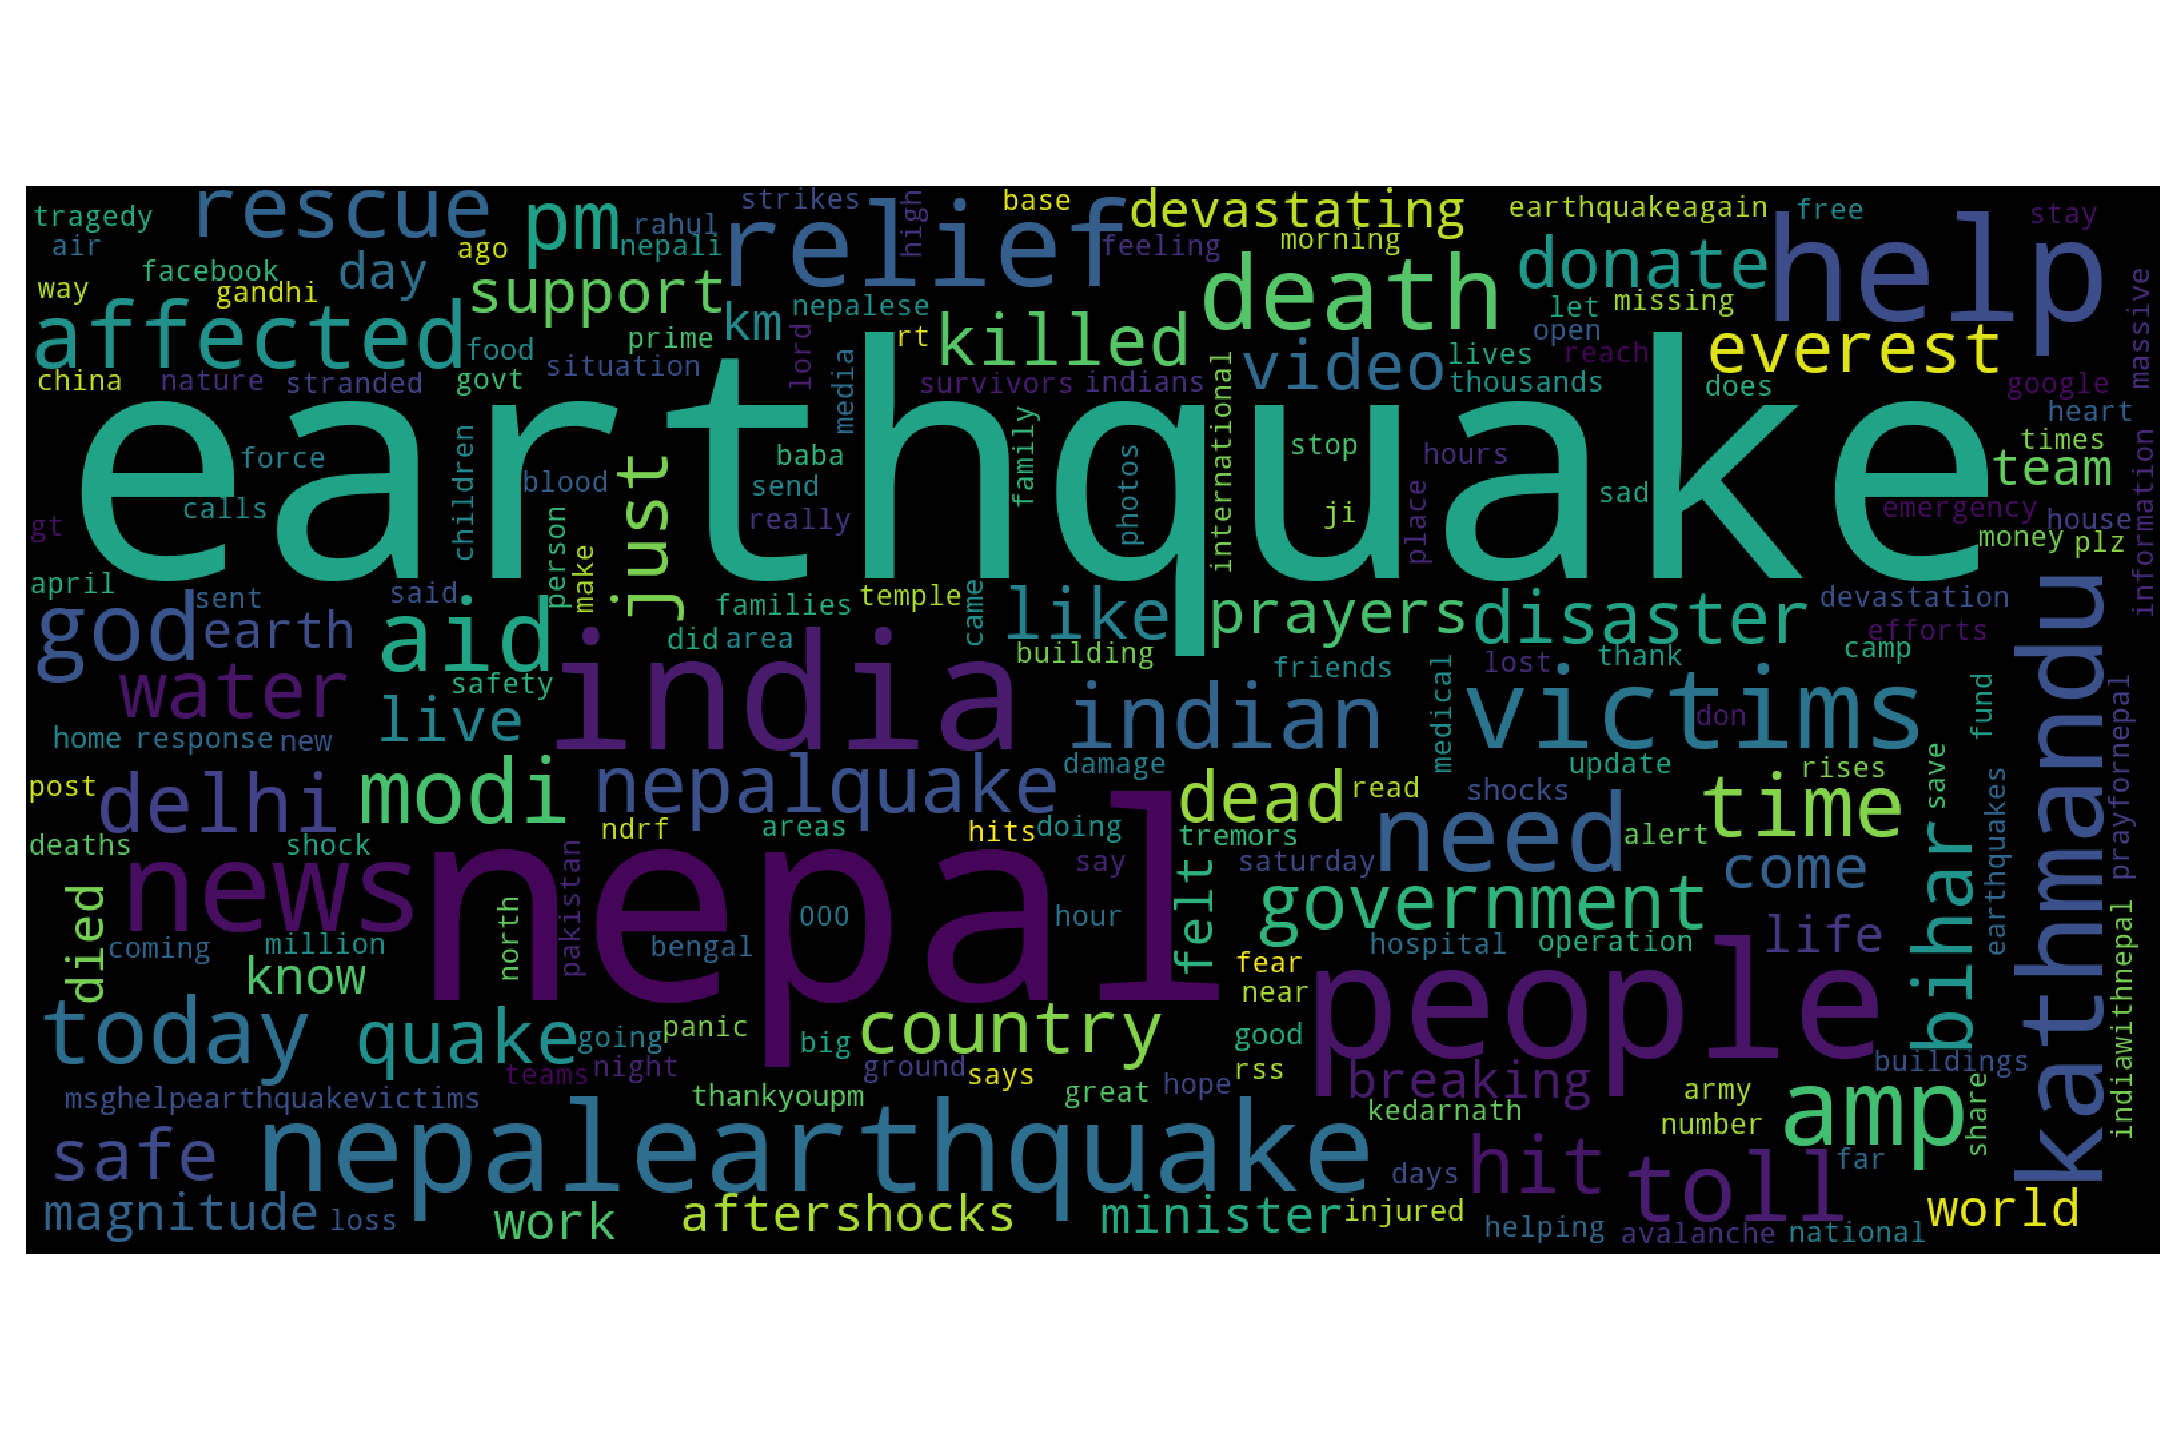 tragedy rescue pm rahul strikes high base devastating earthquakeagain free stay
air ago nepali relief feeling morning donate help
way facebook gandhi day support km nepalese death let missing massive
affected food prime lord rt killed video open everest
china nature stranded govt situation media survivors indians international lives thousands reach does google
earthquake
heart times team
force calls children blood just baba send really family photos stop ji hours place sad emergency house money plz information
gt person make
april sent said families temple came like prayers disaster devastation efforts
god earth aid did area building friends lost thank camp kathmandu
water safety live india indian medical victims don fund prayfornepal
home response new
post delhi modi nepalquake damage dead read shocks update time rises save
deaths shock ndrf areas hits doing tremors saturday need alert earthquakes
news nepal say felt government come bihar
died coming million know north pakistan bengal 000 hour fear near hospital operation people life indiawithnepal
today quake going panic big country good rss buildings
teams night ground says breaking
msghelpearthquakevictims thankyoupm great hope kedarnath army number amp share
safe nepalearthquake days hit toll far
magnitude loss work aftershocks minister injured helping avalanche national world